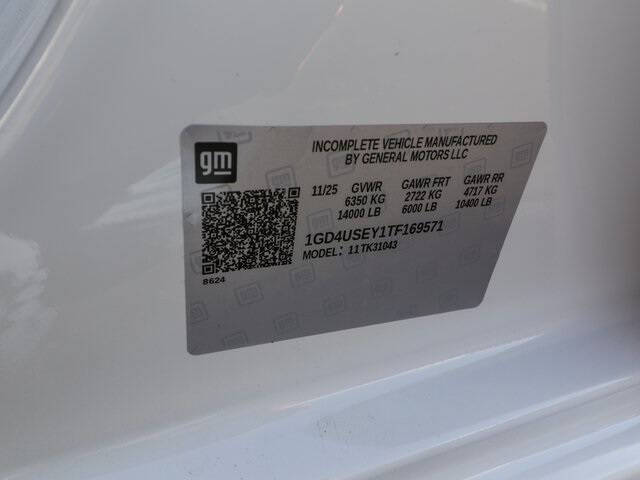 gm
INCOMPLETE VEHICLE MANUFACTURED
BY GENERAL MOTORS LLC
11/25 GVWR GAWR FRT GAWR RR
6350 KG 2722 KG 4717 KG
14000 LB 6000 LB 10400 LB
1GD4USEY1TF169571
MODEL: 11TK31043
8624